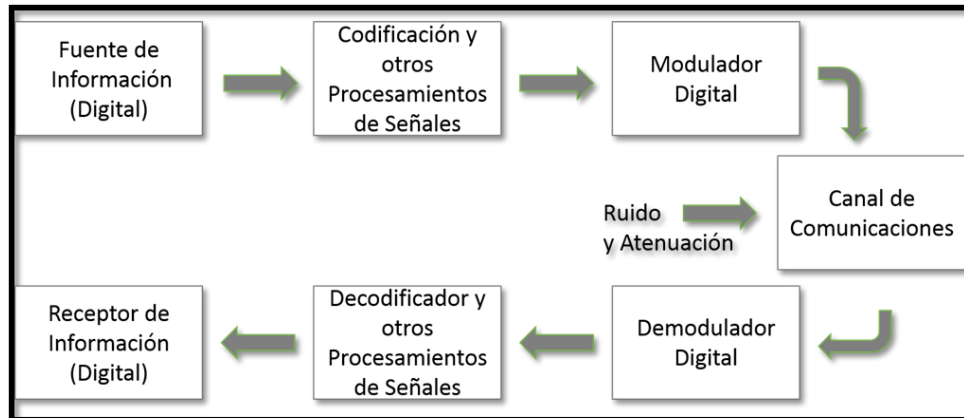 Fuente de
Información
(Digital)
Codificación y
otros
Procesamientos
de Señales
Modulador
Digital
Canal de
Comunicaciones
Ruido
y Atenuación
Receptor de
Información
(Digital)
Decodificador y
otros
Procesamientos
de Señales
Demodulador
Digital